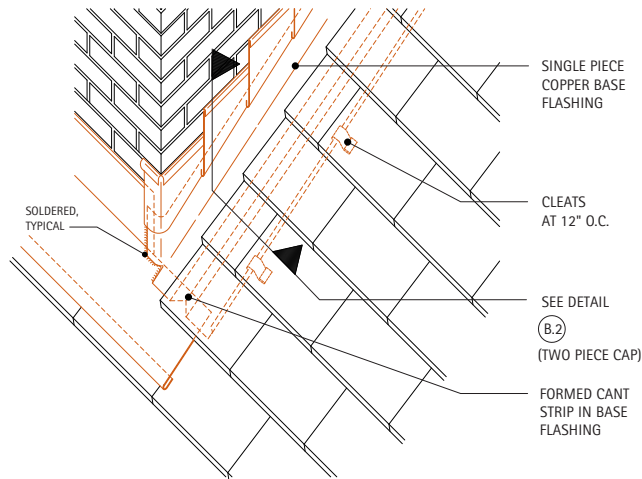 SINGLE PIECE
COPPER BASE
FLASHING
CLEATS
AT 12" O.C.
SOLDERED,
TYPICAL
SEE DETAIL
B.2
(TWO PIECE CAP)
FORMED CANT
STRIP IN BASE
FLASHING